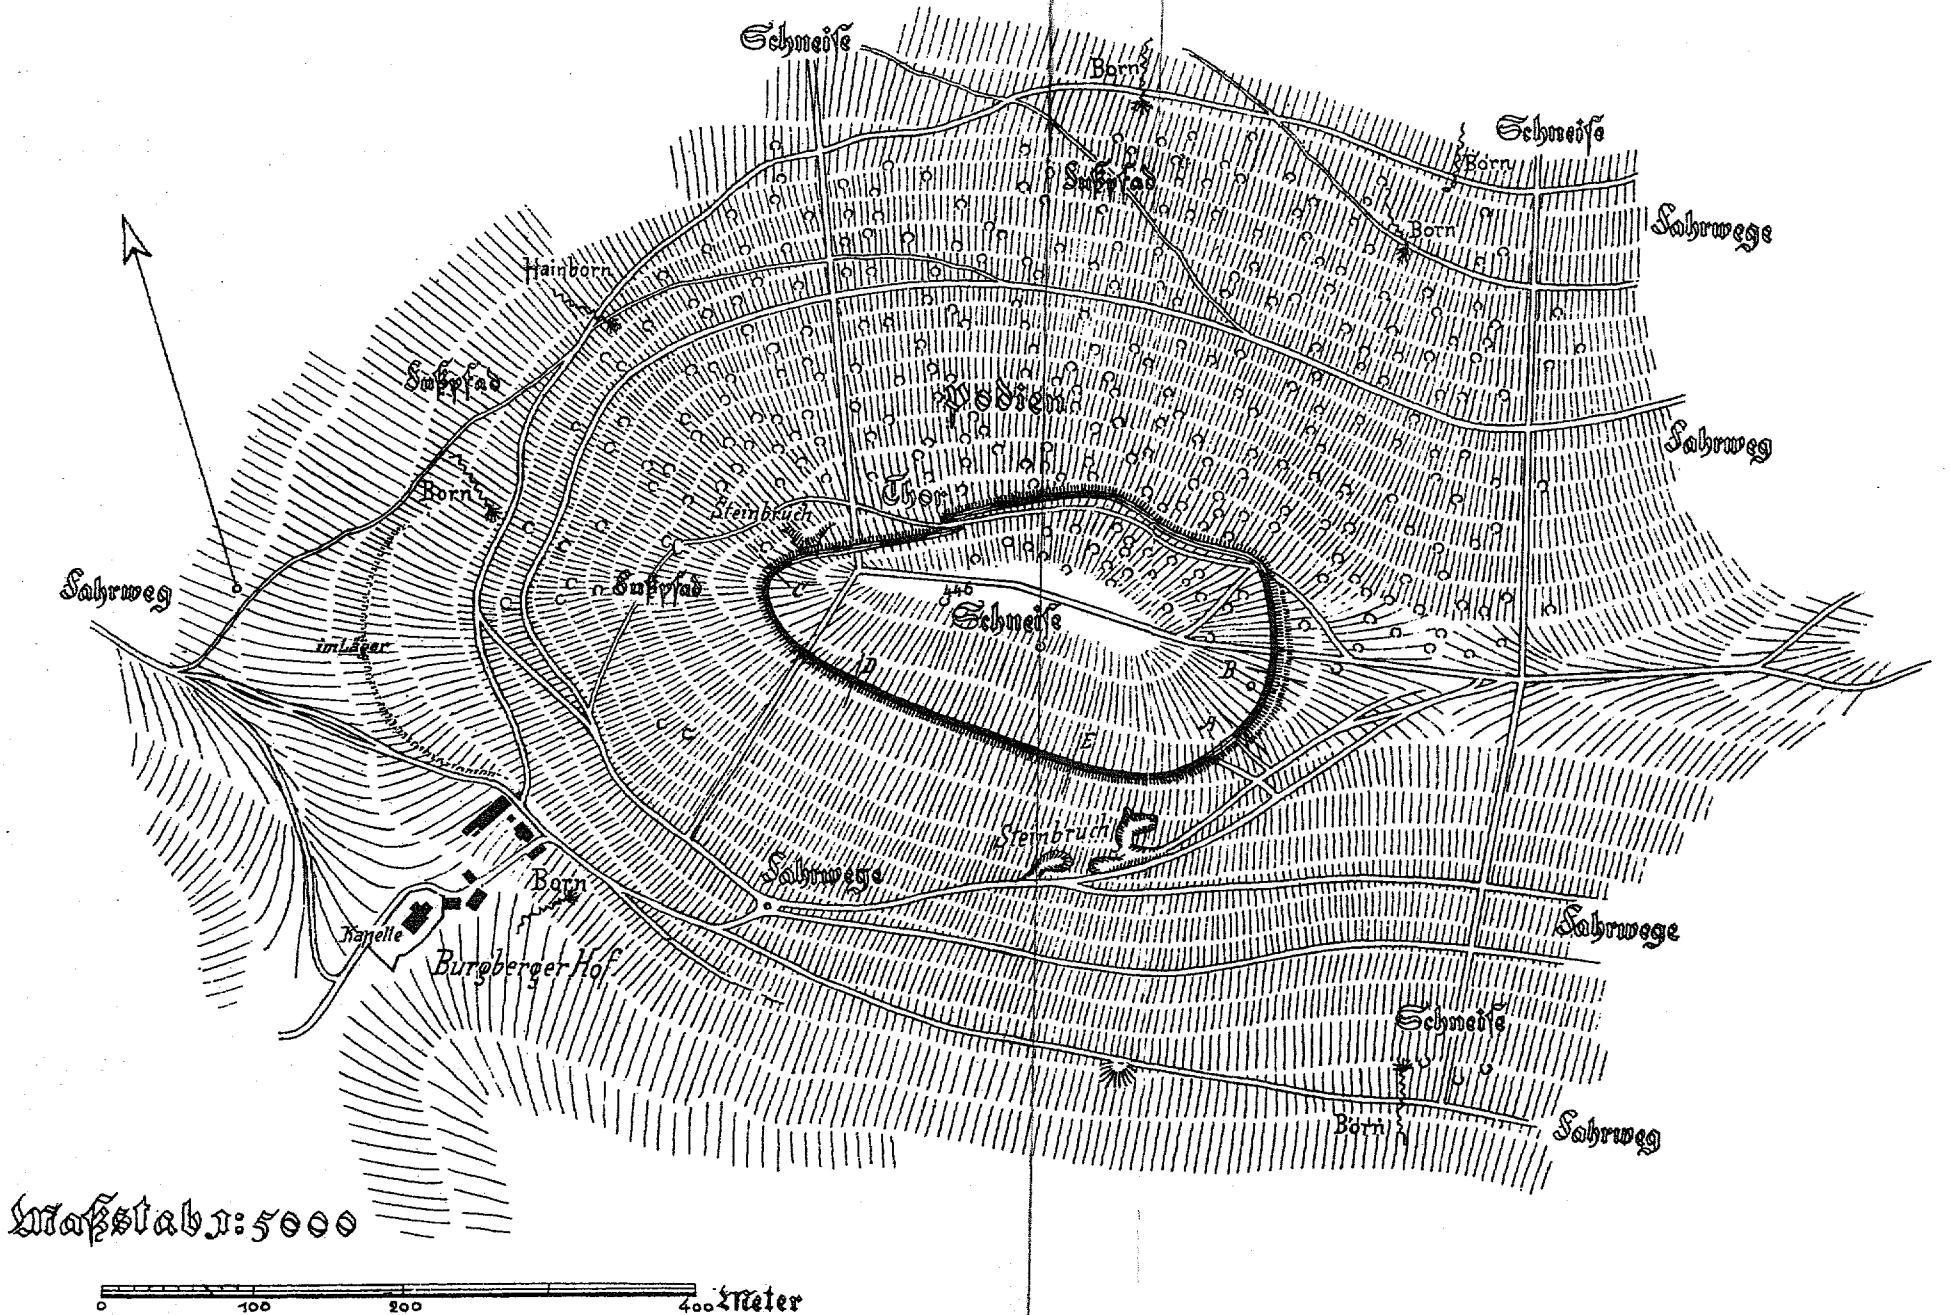 Schneise
Born
Schneise
Born
Fußpfad
Born
Fahrwege
Hainborn
Fußpfad
Podien
Fahrweg
Born
Thor
Steinbruch
Fahrweg
Fußpfad
C
446
Schneise
im Läger
D
B
A
E
Steinbruch
Fahrwege
Born
Kapelle
Burgberger Hof
Fahrwege
Schneise
Born
Fahrweg
Maßstab 1:5000
0 100 200 400 Meter